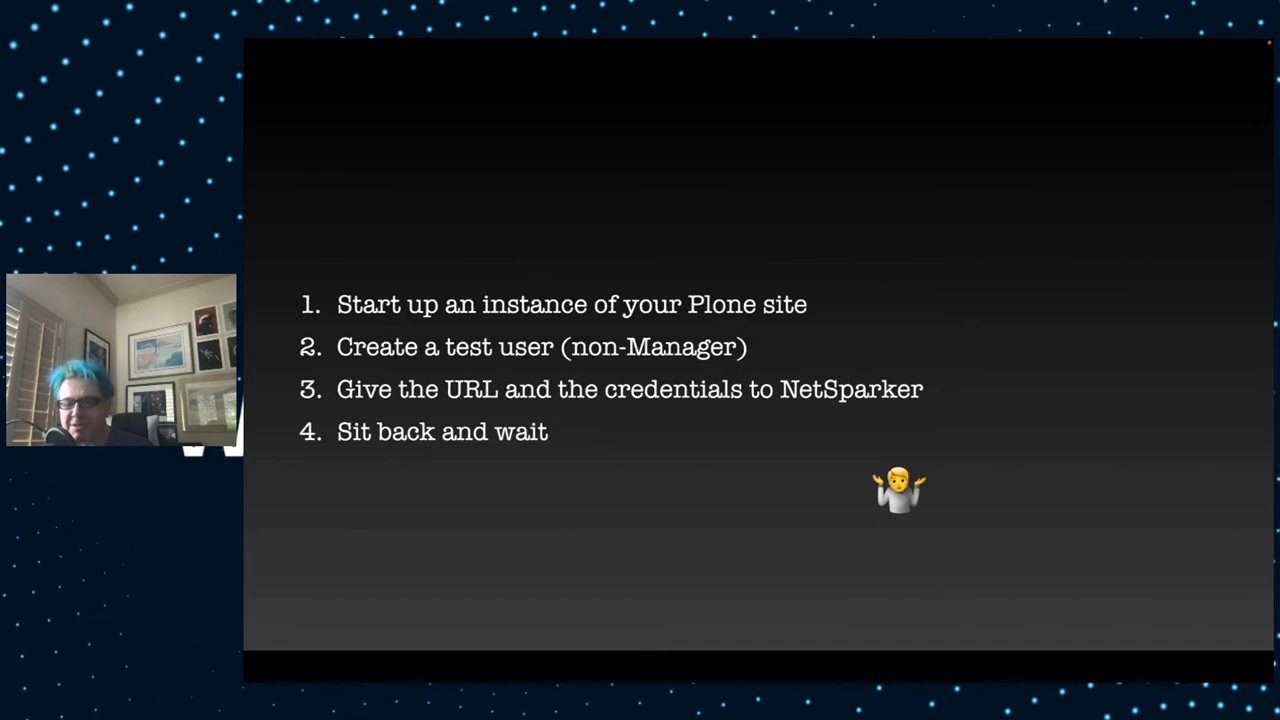 1. Start up an instance of your Plone site
2. Create a test user (non-Manager)
3. Give the URL and the credentials to NetSparker
4. Sit back and wait